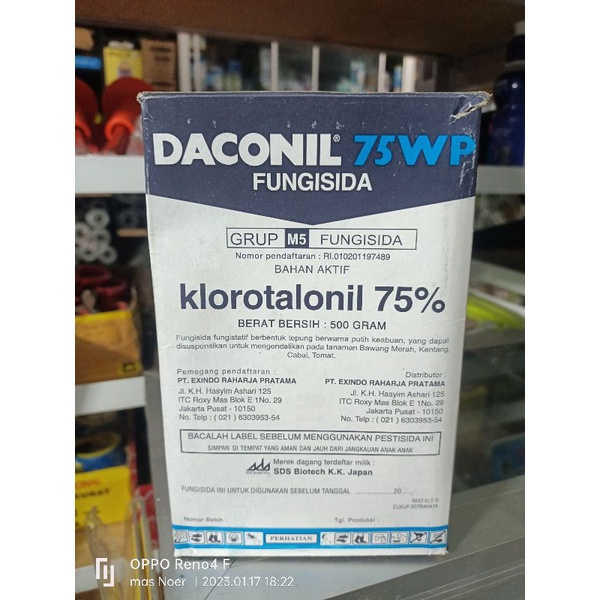 DACONIL® 75WP
FUNGISIDA
GRUP M5 FUNGISIDA
Nomor pendaftaran : RI.010201197489
BAHAN AKTIF
klorotalonil 75%
BERAT BERSIH : 500 GRAM
Fungisida fungistatif berbentuk tepung berwarna putih keabuan, yang dapat
disuspensikan untuk mengendalikan pada tanaman Bawang Merah, Kentang,
Cabai, Tomat.
Pemegang pendaftaran :
PT. EXINDO RAHARJA PRATAMA
Jl. K.H. Hasyim Ashari 125
ITC Roxy Mas Blok E 1No. 29
Jakarta Pusat - 10150
No. Telp : ( 021 ) 6303953-54
Distributor :
PT. EXINDO RAHARJA PRATAMA
Jl. K.H. Hasyim Ashari 125
ITC Roxy Mas Blok E 1No. 29
Jakarta Pusat - 10150
No. Telp : ( 021 ) 6303953-54
BACALAH LABEL SEBELUM MENGGUNAKAN PESTISIDA INI
SIMPAN DI TEMPAT YANG AMAN DAN JAUH DARI JANGKAUAN ANAK-ANAK
Merek dagang terdaftar milik :
SDS Biotech K.K. Japan
FUNGISIDA INI UNTUK DIGUNAKAN SEBELUM TANGGAL ............ 20 ......
WHO KLS III
CUKUP BERBAHAYA
Nomor Batch :
Tgl. Produksi :
PERHATIAN
OPPO Reno4 F
mas Noer | 2023.01.17 18:22